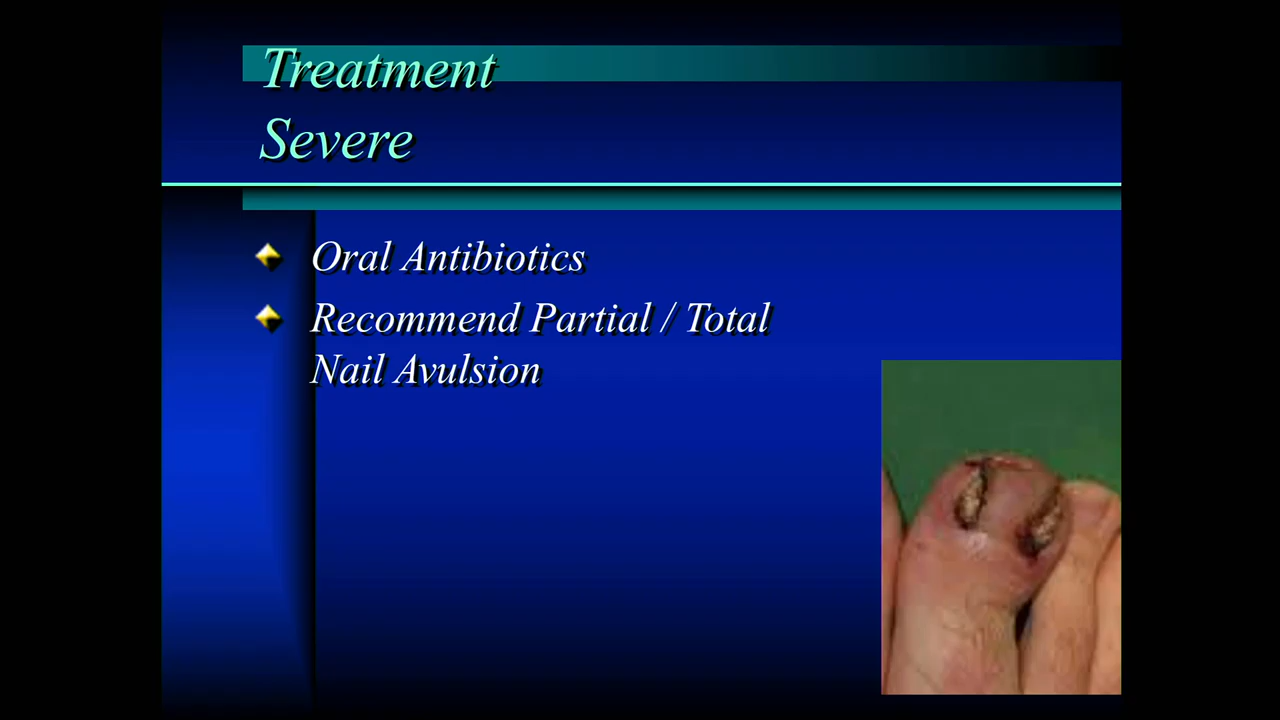 Treatment
Severe
Oral Antibiotics
Recommend Partial / Total
Nail Avulsion